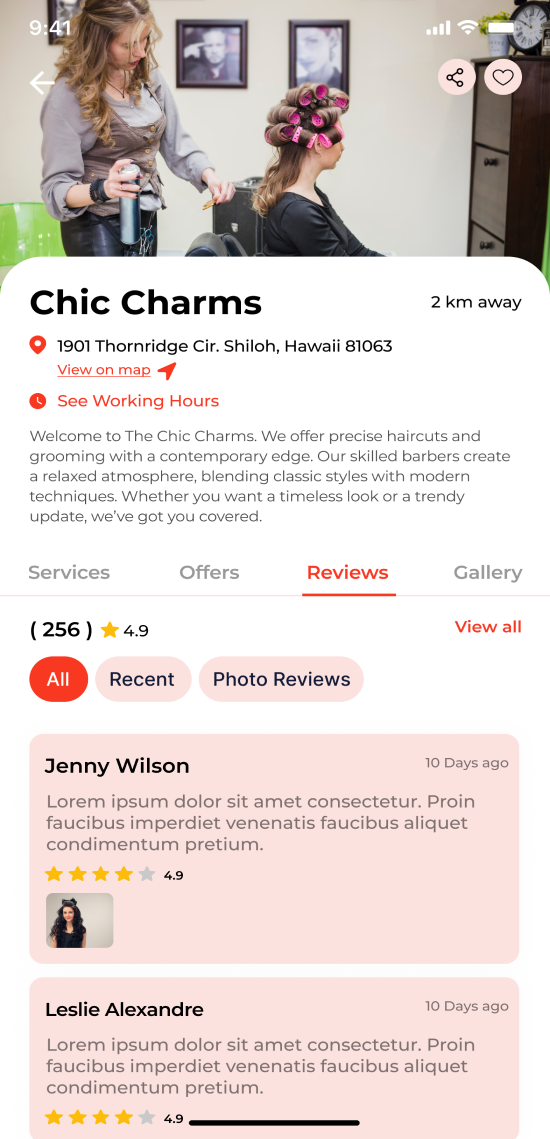 9:41
Chic Charms
2 km away
1901 Thornridge Cir. Shiloh, Hawaii 81063
View on map
See Working Hours
Welcome to The Chic Charms. We offer precise haircuts and
grooming with a contemporary edge. Our skilled barbers create
a relaxed atmosphere, blending classic styles with modern
techniques. Whether you want a timeless look or a trendy
update, we’ve got you covered.
Services Offers Reviews Gallery
( 256 ) 4.9 View all
All Recent Photo Reviews
Jenny Wilson 10 Days ago
Lorem ipsum dolor sit amet consectetur. Proin
faucibus imperdiet venenatis faucibus aliquet
condimentum pretium.
4.9
Leslie Alexandre 10 Days ago
Lorem ipsum dolor sit amet consectetur. Proin
faucibus imperdiet venenatis faucibus aliquet
condimentum pretium.
4.9